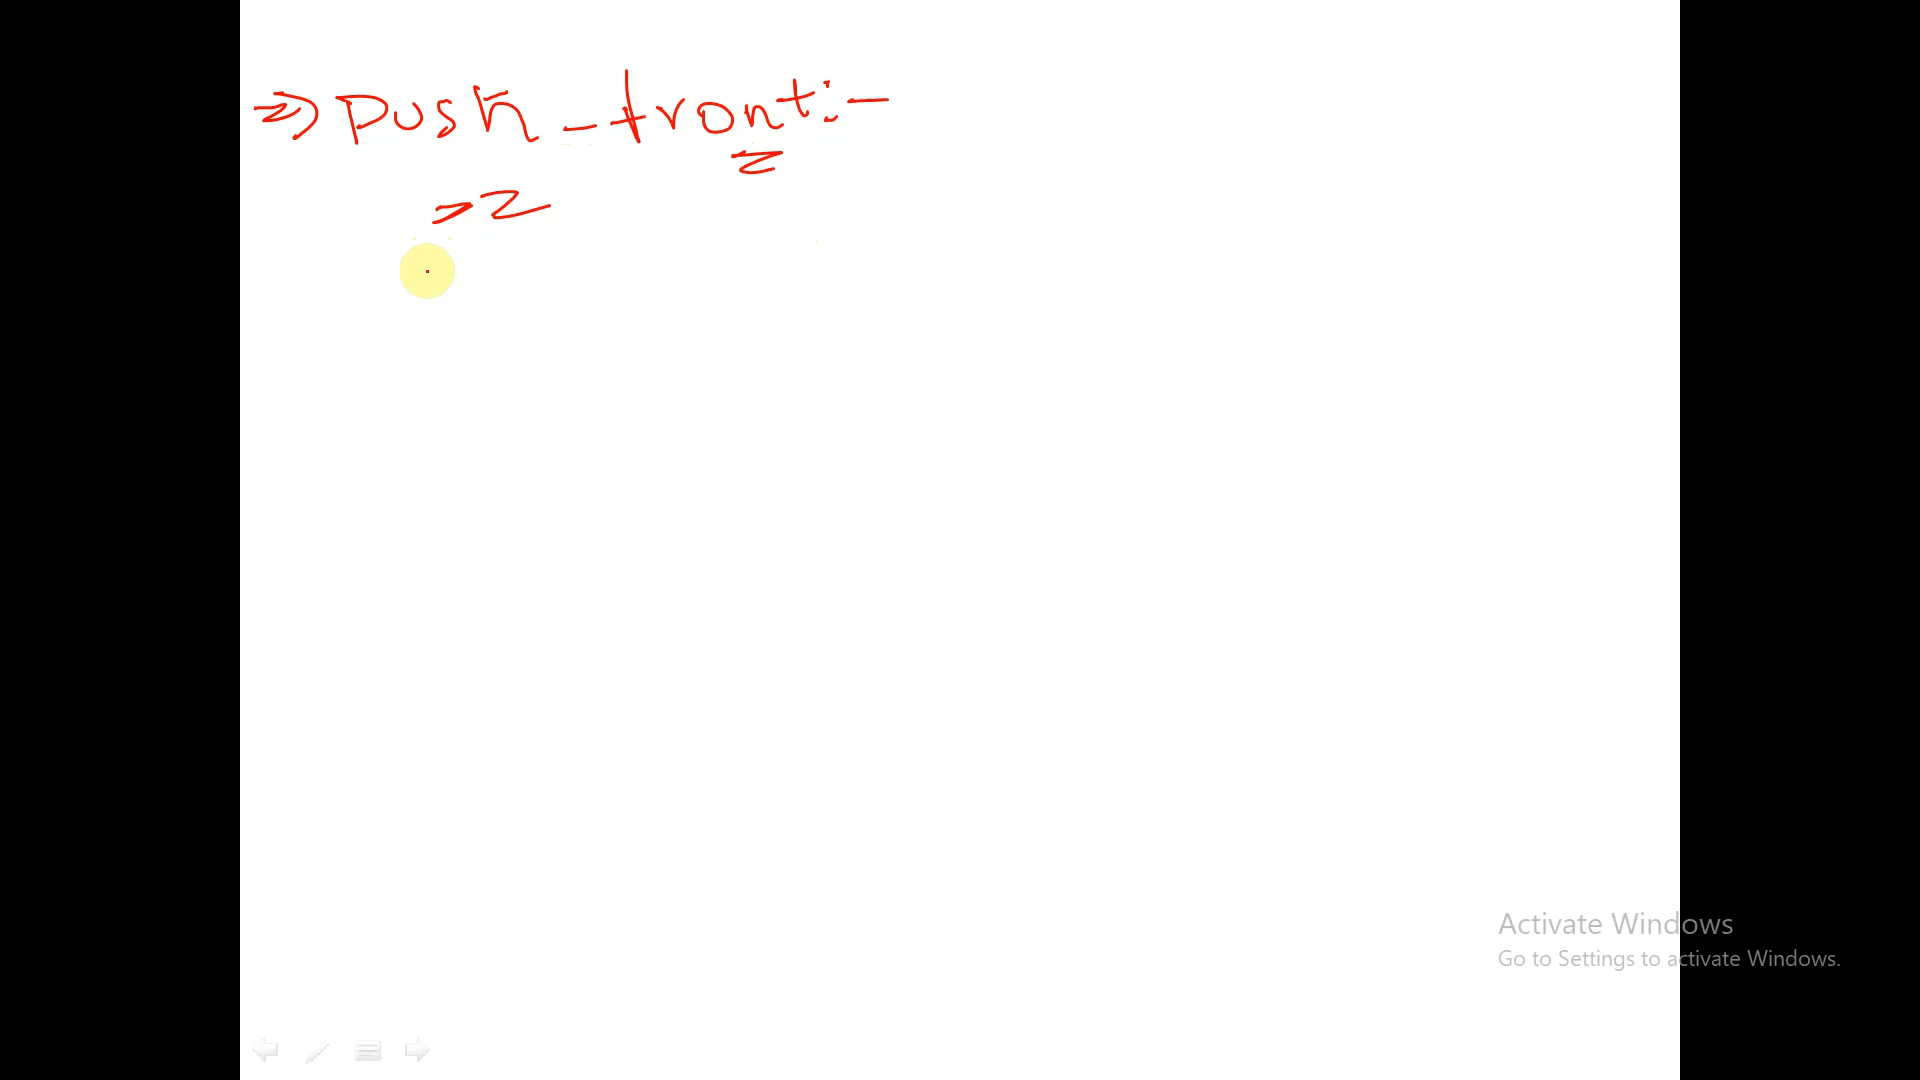 ⇒ Push_front:-
Activate Windows
Go to Settings to activate Windows.